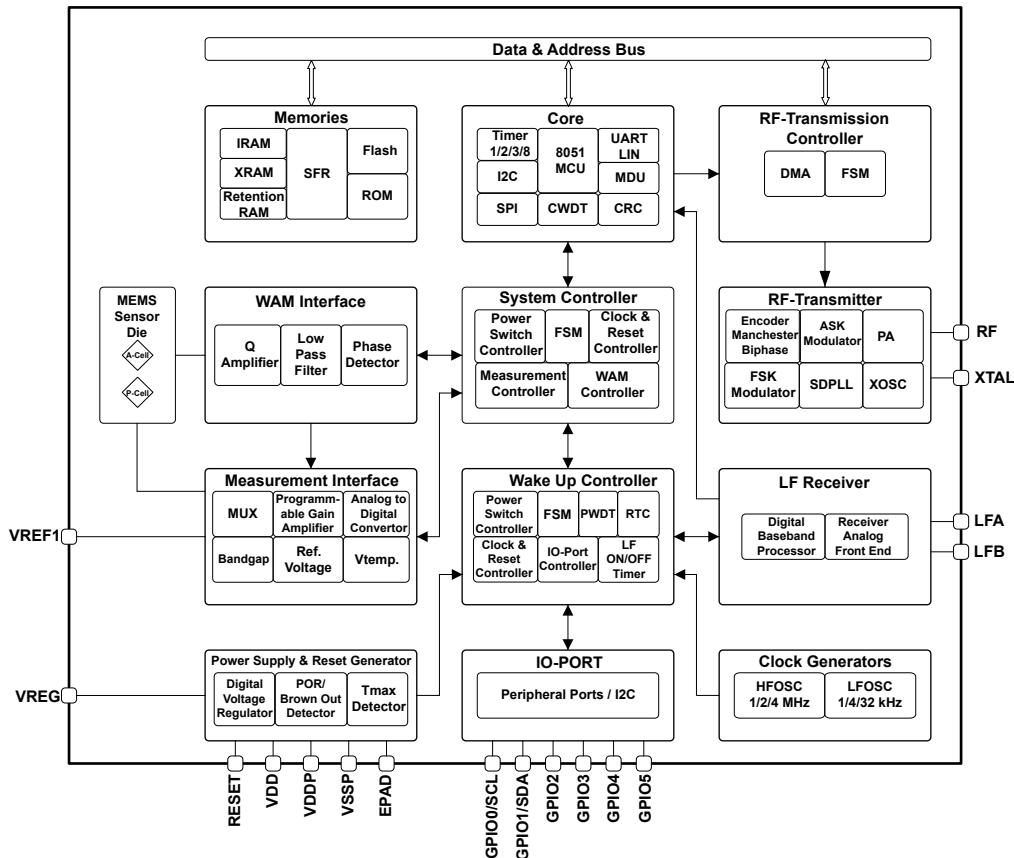 Data & Address Bus
Memories
IRAM
XRAM
Retention
RAM
SFR
Flash
ROM
Core
Timer
1/2/3/8
8051
MCU
UART
LIN
I2C
MDU
SPI
CWDT
CRC
RF-Transmission
Controller
DMA
FSM
MEMS
Sensor
Die
A-Cell
P-Cell
WAM Interface
Q
Amplifier
Low
Pass
Filter
Phase
Detector
System Controller
Power
Switch
Controller
FSM
Clock &
Reset
Controller
Measurement
Controller
WAM
Controller
RF-Transmitter
Encoder
Manchester
Biphase
ASK
Modulator
PA
FSK
Modulator
SDPLL
XOSC
RF
XTAL
Measurement Interface
MUX
Programm-
able Gain
Amplifier
Analog to
Digital
Convertor
Bandgap
Ref.
Voltage
Vtemp.
VREF1
Wake Up Controller
Power
Switch
Controller
FSM
PWDT
RTC
Clock &
Reset
Controller
IO-Port
Controller
LF
ON/OFF
Timer
LF Receiver
Digital
Baseband
Processor
Receiver
Analog
Front End
LFA
LFB
Power Supply & Reset Generator
Digital
Voltage
Regulator
POR/
Brown Out
Detector
Tmax
Detector
VREG
IO-PORT
Peripheral Ports / I2C
Clock Generators
HFOSC
1/2/4 MHz
LFOSC
1/4/32 kHz
RESET
VDD
VDDP
VSSP
EPAD
GPIO0/SCL
GPIO1/SDA
GPIO2
GPIO3
GPIO4
GPIO5